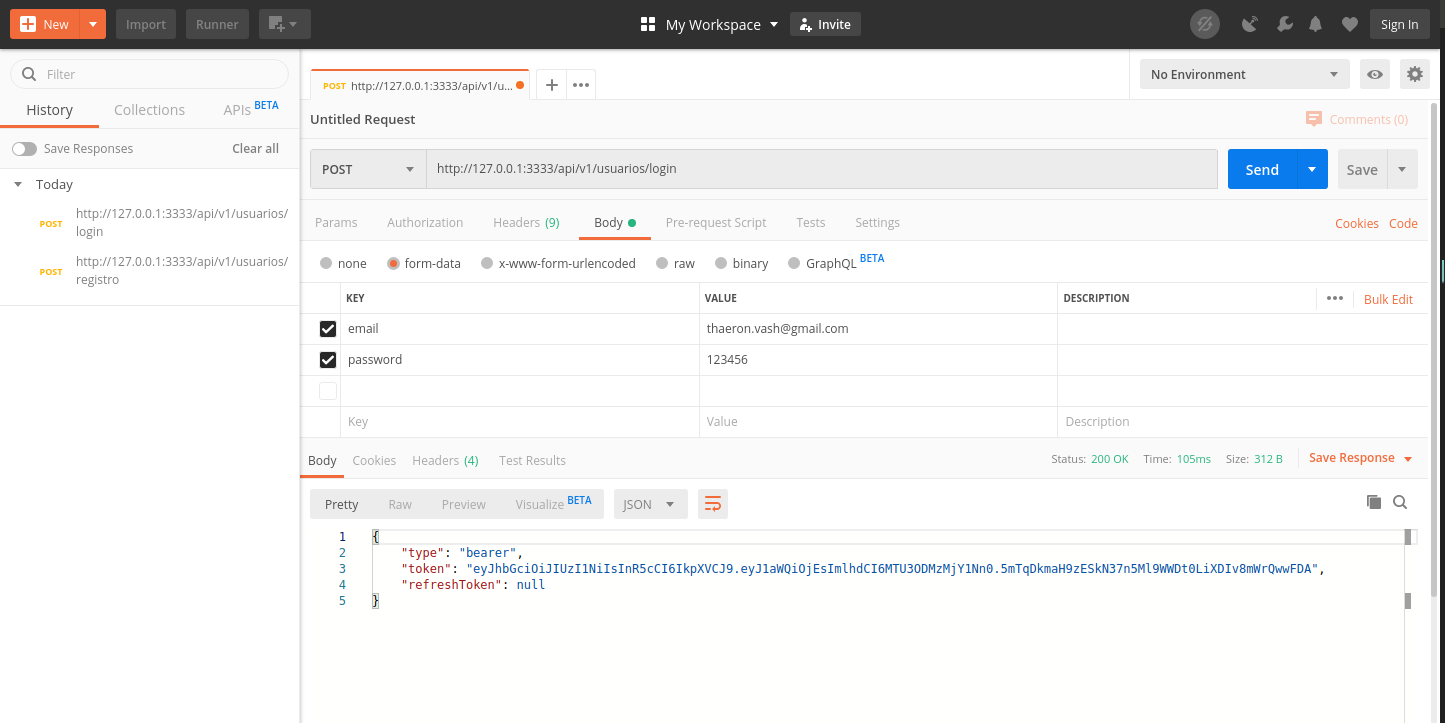 New
Import
Runner
My Workspace
Invite
Sign In
Filter
History
Collections
APIs BETA
Save Responses
Clear all
Today
POST http://127.0.0.1:3333/api/v1/usuarios/
login
POST http://127.0.0.1:3333/api/v1/usuarios/
registro
POST http://127.0.0.1:3333/api/v1/u...
No Environment
Untitled Request
Comments (0)
POST
http://127.0.0.1:3333/api/v1/usuarios/login
Send
Save
Params
Authorization
Headers (9)
Body
Pre-request Script
Tests
Settings
Cookies
Code
none
form-data
x-www-form-urlencoded
raw
binary
GraphQL BETA
KEY VALUE DESCRIPTION
Bulk Edit
email thaeron.vash@gmail.com
password 123456
Key Value Description
Body
Cookies
Headers (4)
Test Results
Status: 200 OK
Time: 105ms
Size: 312 B
Save Response
Pretty
Raw
Preview
Visualize BETA
JSON
1 {
2 "type": "bearer",
3 "token": "eyJhbGciOiJIUzI1NiIsInR5cCI6IkpXVCJ9.eyJ1aWQiOjEsImlhdCI6MTU3ODMzMjY1Nn0.5mTqDkmaH9zESkN37n5Ml9WWDt0LiXDIv8mWrQwwFDA",
4 "refreshToken": null
5 }